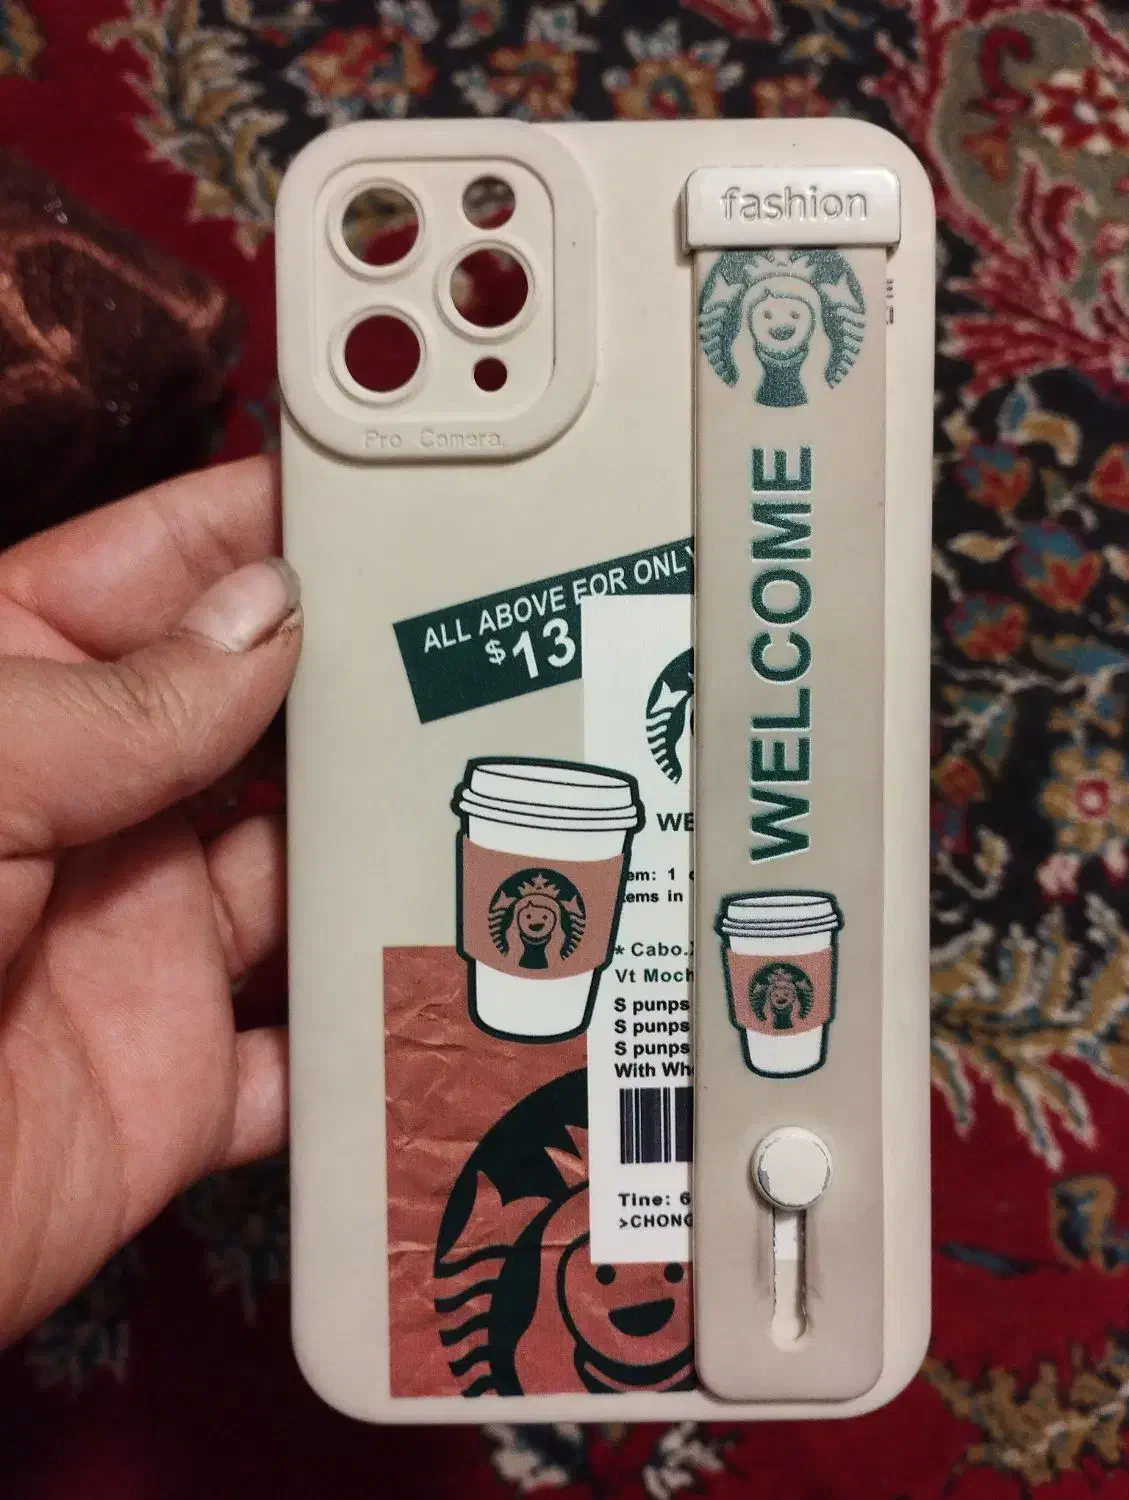 fashion
Pro Camera
WELCOME
ALL ABOVE FOR ONLY
$13
WE
em: 1
tems in
* Cabo.
Vt Moch
S punps
S punps
S punps
With Wh
Tine: 6
>CHONG